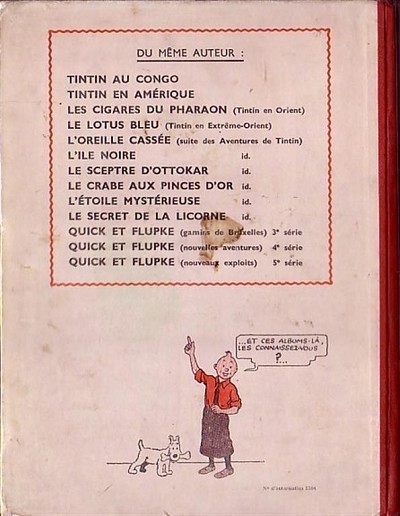 DU MÊME AUTEUR :
TINTIN AU CONGO
TINTIN EN AMÉRIQUE
LES CIGARES DU PHARAON (Tintin en Orient)
LE LOTUS BLEU (Tintin en Extrême-Orient)
L'OREILLE CASSÉE (suite des Aventures de Tintin)
L'ILE NOIRE id.
LE SCEPTRE D'OTTOKAR id.
LE CRABE AUX PINCES D'OR id.
L'ÉTOILE MYSTÉRIEUSE id.
LE SECRET DE LA LICORNE id.
QUICK ET FLUPKE (gamins de Bruxelles) 3e série
QUICK ET FLUPKE (nouvelles aventures) 4e série
QUICK ET FLUPKE (nouveaux exploits) 5e série
...ET CES ALBUMS-LÀ,
LES CONNAISSEZ-VOUS
?...
No d'autorisation